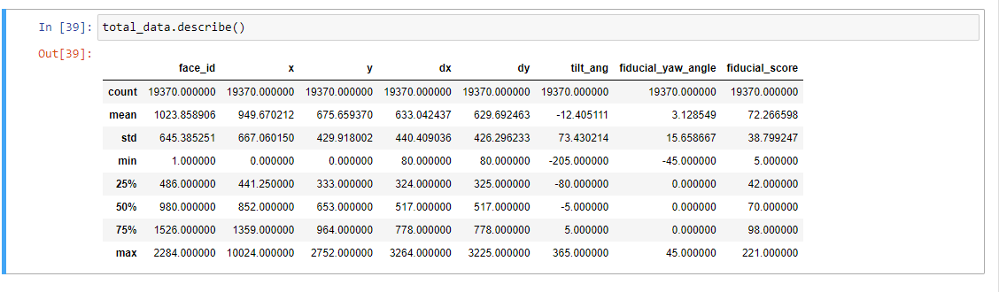 In [39]: total_data.describe()
Out[39]:
face_id x y dx dy tilt_ang fiducial_yaw_angle fiducial_score
count 19370.000000 19370.000000 19370.000000 19370.000000 19370.000000 19370.000000 19370.000000 19370.000000
mean 1023.858906 949.670212 675.659370 633.042437 629.692463 -12.405111 3.128549 72.266598
std 645.385251 667.060150 429.918002 440.409036 426.296233 73.430214 15.658667 38.799247
min 1.000000 0.000000 0.000000 80.000000 80.000000 -205.000000 -45.000000 5.000000
25% 486.000000 441.250000 333.000000 324.000000 325.000000 -80.000000 0.000000 42.000000
50% 980.000000 852.000000 653.000000 517.000000 517.000000 -5.000000 0.000000 70.000000
75% 1526.000000 1359.000000 964.000000 778.000000 778.000000 5.000000 0.000000 98.000000
max 2284.000000 10024.000000 2752.000000 3264.000000 3225.000000 365.000000 45.000000 221.000000